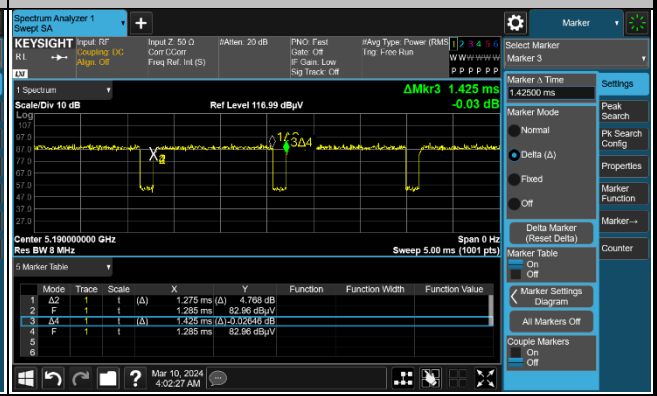 Spectrum Analyzer 1
Swept SA
Marker
KEYSIGHT
Input: RF
Input Z: 50 Ω
#Atten: 20 dB
PNO: Fast
#Avg Type: Power (RMS
1 2 3 4 5 6
Select Marker
RL
Coupling: DC
Corr CCorr
Gate: Off
Trig: Free Run
Marker 3
Align: Off
Freq Ref: Int (S)
IF Gain: Low
W W W W W W
Sig Track: Off
P P P P P P
LXI
1 Spectrum
ΔMkr3 1.425 ms
Marker Δ Time
Settings
Scale/Div 10 dB
Ref Level 116.99 dBµV
-0.03 dB
1.42500 ms
Log
107
Marker Mode
Peak
Search
97.0
Normal
87.0
Pk Search
Config
3Δ4
77.0
Delta (Δ)
67.0
Properties
57.0
Fixed
47.0
Marker
Function
37.0
Off
27.0
Marker→
Delta Marker
(Reset Delta)
Center 5.190000000 GHz
Span 0 Hz
Counter
Res BW 8 MHz
Sweep 5.00 ms (1001 pts)
Marker Table
On
Off
5 Marker Table
Mode Trace Scale X Y Function Function Width Function Value
1 Δ2 1 t (Δ) 1.275 ms (Δ) 4.768 dB
2 F 1 t 1.285 ms 82.96 dBµV
3 Δ4 1 t (Δ) 1.425 ms (Δ) -0.02646 dB
4 F 1 t 1.285 ms 82.96 dBµV
5
6
Marker Settings
Diagram
All Markers Off
Couple Markers
On
Off
Mar 10, 2024
4:02:27 AM